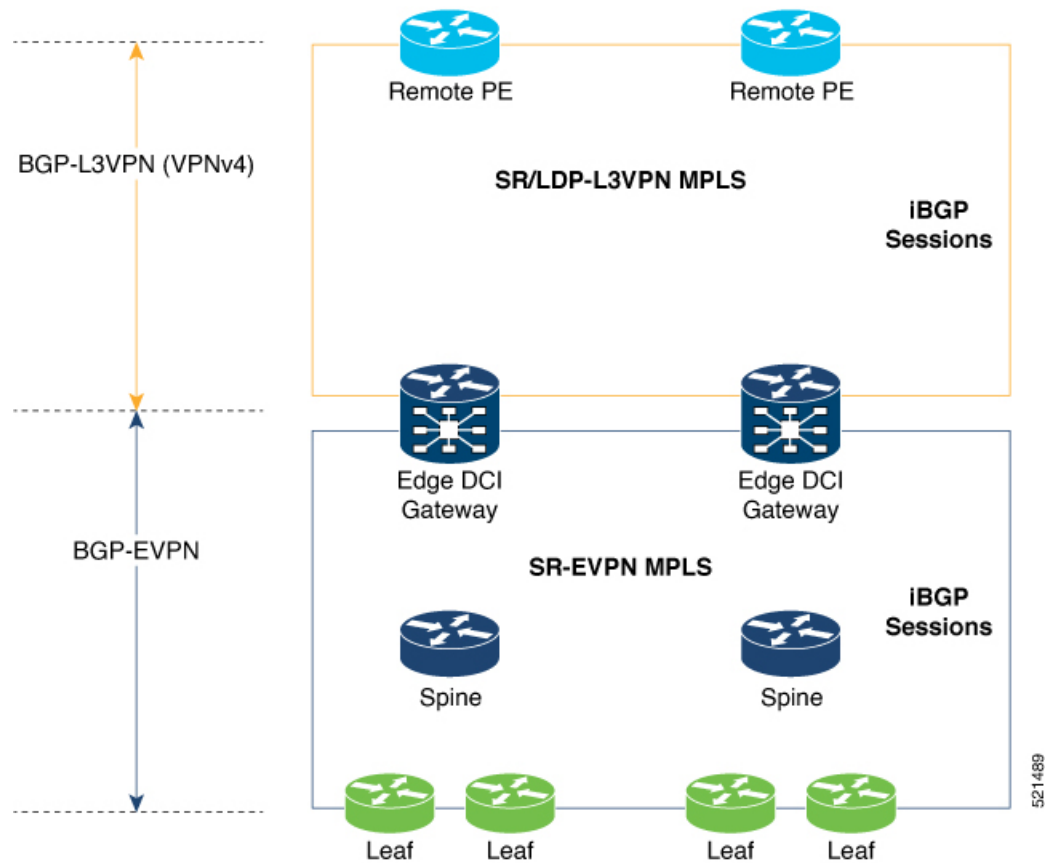 Remote PE
Remote PE
BGP-L3VPN (VPNv4)
SR/LDP-L3VPN MPLS
iBGP
Sessions
Edge DCI
Gateway
Edge DCI
Gateway
BGP-EVPN
SR-EVPN MPLS
iBGP
Sessions
Spine
Spine
521489
Leaf
Leaf
Leaf
Leaf